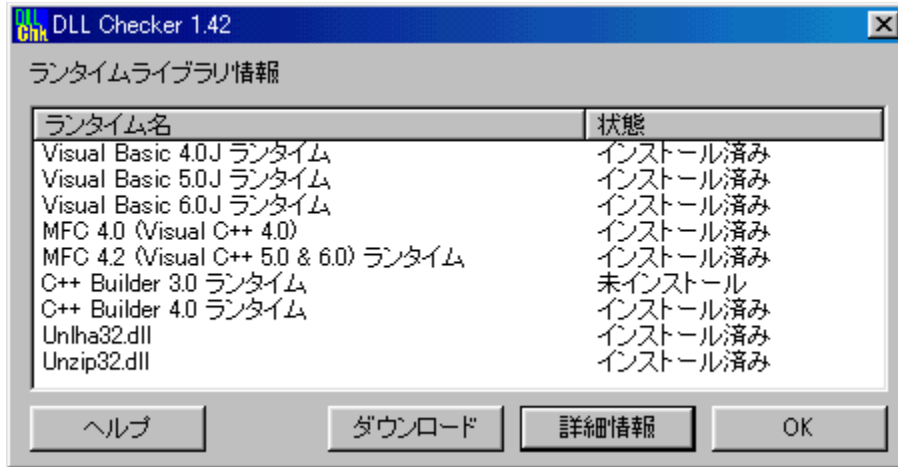 DLL Chk DLL Checker 1.42
ランタイムライブラリ情報
ランタイム名 状態
Visual Basic 4.0J ランタイム インストール済み
Visual Basic 5.0J ランタイム インストール済み
Visual Basic 6.0J ランタイム インストール済み
MFC 4.0 (Visual C++ 4.0) インストール済み
MFC 4.2 (Visual C++ 5.0 & 6.0) ランタイム インストール済み
C++ Builder 3.0 ランタイム 未インストール
C++ Builder 4.0 ランタイム インストール済み
Unlha32.dll インストール済み
Unzip32.dll インストール済み
ヘルプ ダウンロード 詳細情報 OK